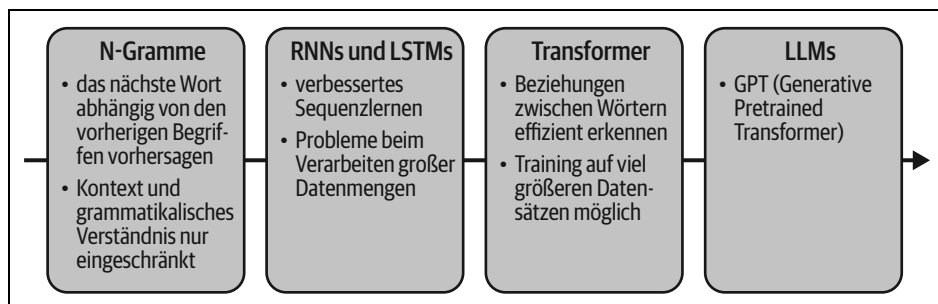 N-Gramme
• das nächste Wort
abhängig von den
vorherigen Begrif-
fen vorhersagen
• Kontext und
grammatikalisches
Verständnis nur
eingeschränkt
RNNs und LSTMs
• verbessertes
Sequenzlernen
• Probleme beim
Verarbeiten großer
Datenmengen
Transformer
• Beziehungen
zwischen Wörtern
effizient erkennen
• Training auf viel
größeren Daten-
sätzen möglich
LLMs
• GPT (Generative
Pretrained
Transformer)